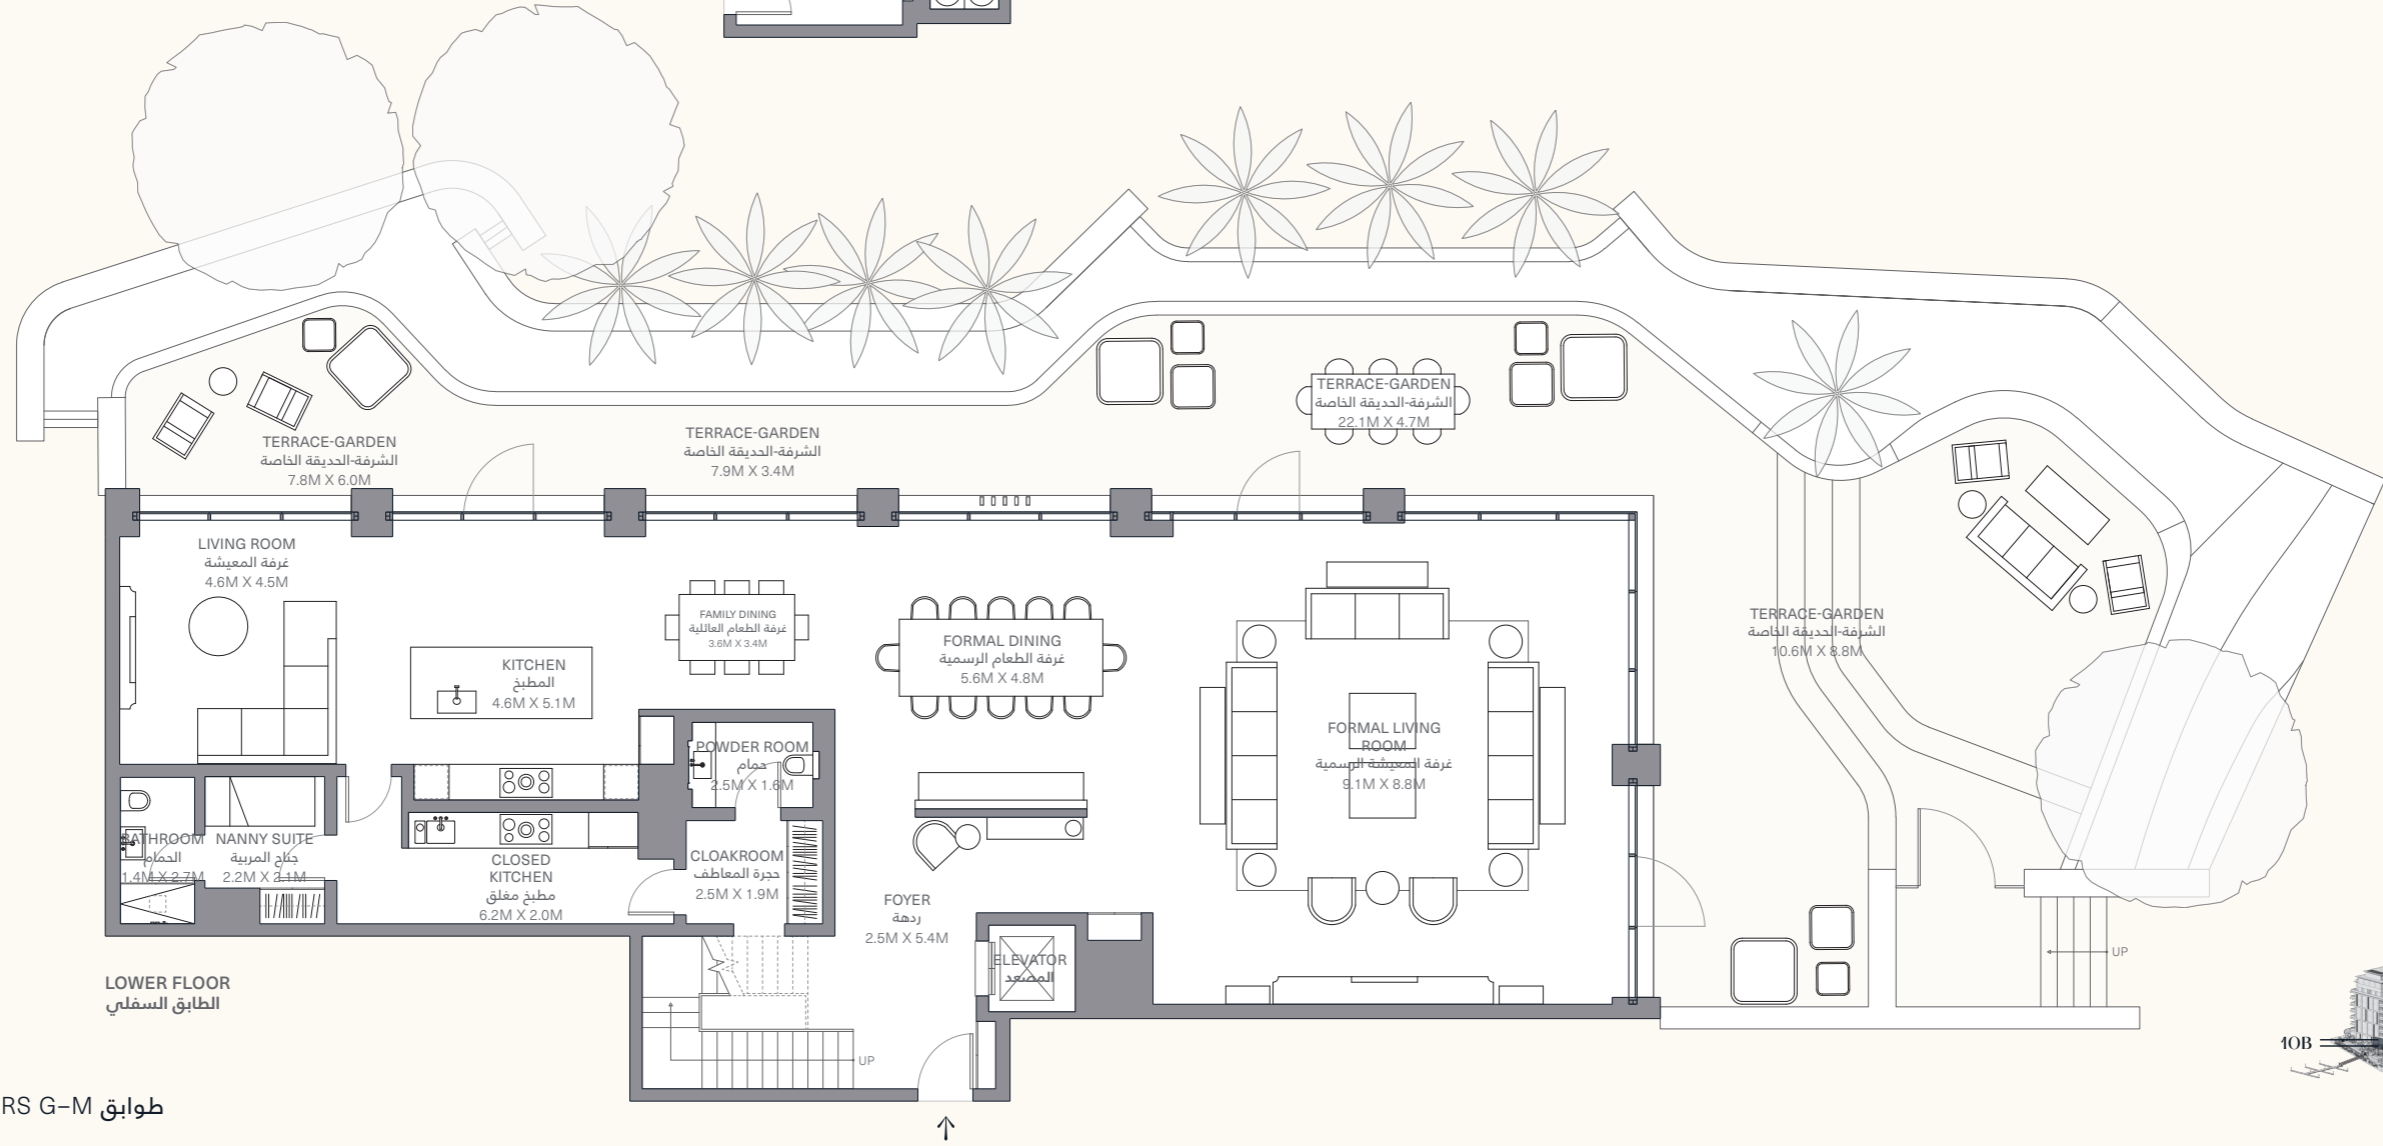 TERRACE-GARDEN
الشرفة-الحديقة الخاصة
7.8M X 6.0M
TERRACE-GARDEN
الشرفة-الحديقة الخاصة
7.9M X 3.4M
TERRACE-GARDEN
الشرفة-الحديقة الخاصة
22.1M X 4.7M
LIVING ROOM
غرفة المعيشة
4.6M X 4.5M
KITCHEN
المطبخ
4.6M X 5.1M
FAMILY DINING
غرفة الطعام العائلية
3.6M X 3.4M
FORMAL DINING
غرفة الطعام الرسمية
5.6M X 4.8M
FORMAL LIVING
ROOM
غرفة المعيشة الرسمية
9.1M X 8.8M
TERRACE-GARDEN
الشرفة-الحديقة الخاصة
10.6M X 8.8M
POWDER ROOM
حمام
2.5M X 1.6M
BATHROOM
الحمام
1.4M X 2.7M
NANNY SUITE
جناح المربية
2.2M X 2.1M
CLOSED
KITCHEN
مطبخ مغلق
6.2M X 2.0M
CLOAKROOM
حجرة المعاطف
2.5M X 1.9M
FOYER
ردهة
2.5M X 5.4M
ELEVATOR
المصعد
UP
UP
LOWER FLOOR
الطابق السفلي
10B
RS G–M طوابق